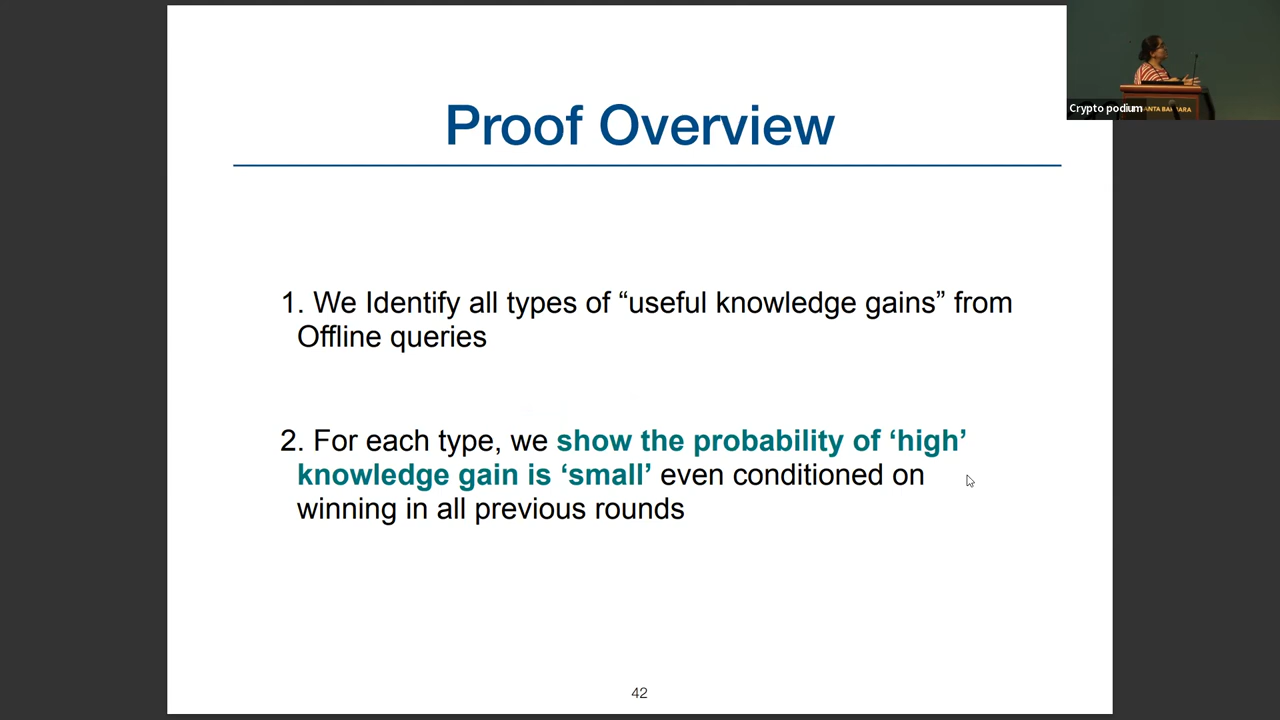 Proof Overview
1. We Identify all types of “useful knowledge gains” from
Offline queries
2. For each type, we show the probability of ‘high’
knowledge gain is ‘small’ even conditioned on
winning in all previous rounds
42
Crypto podium
ANTA BARBARA